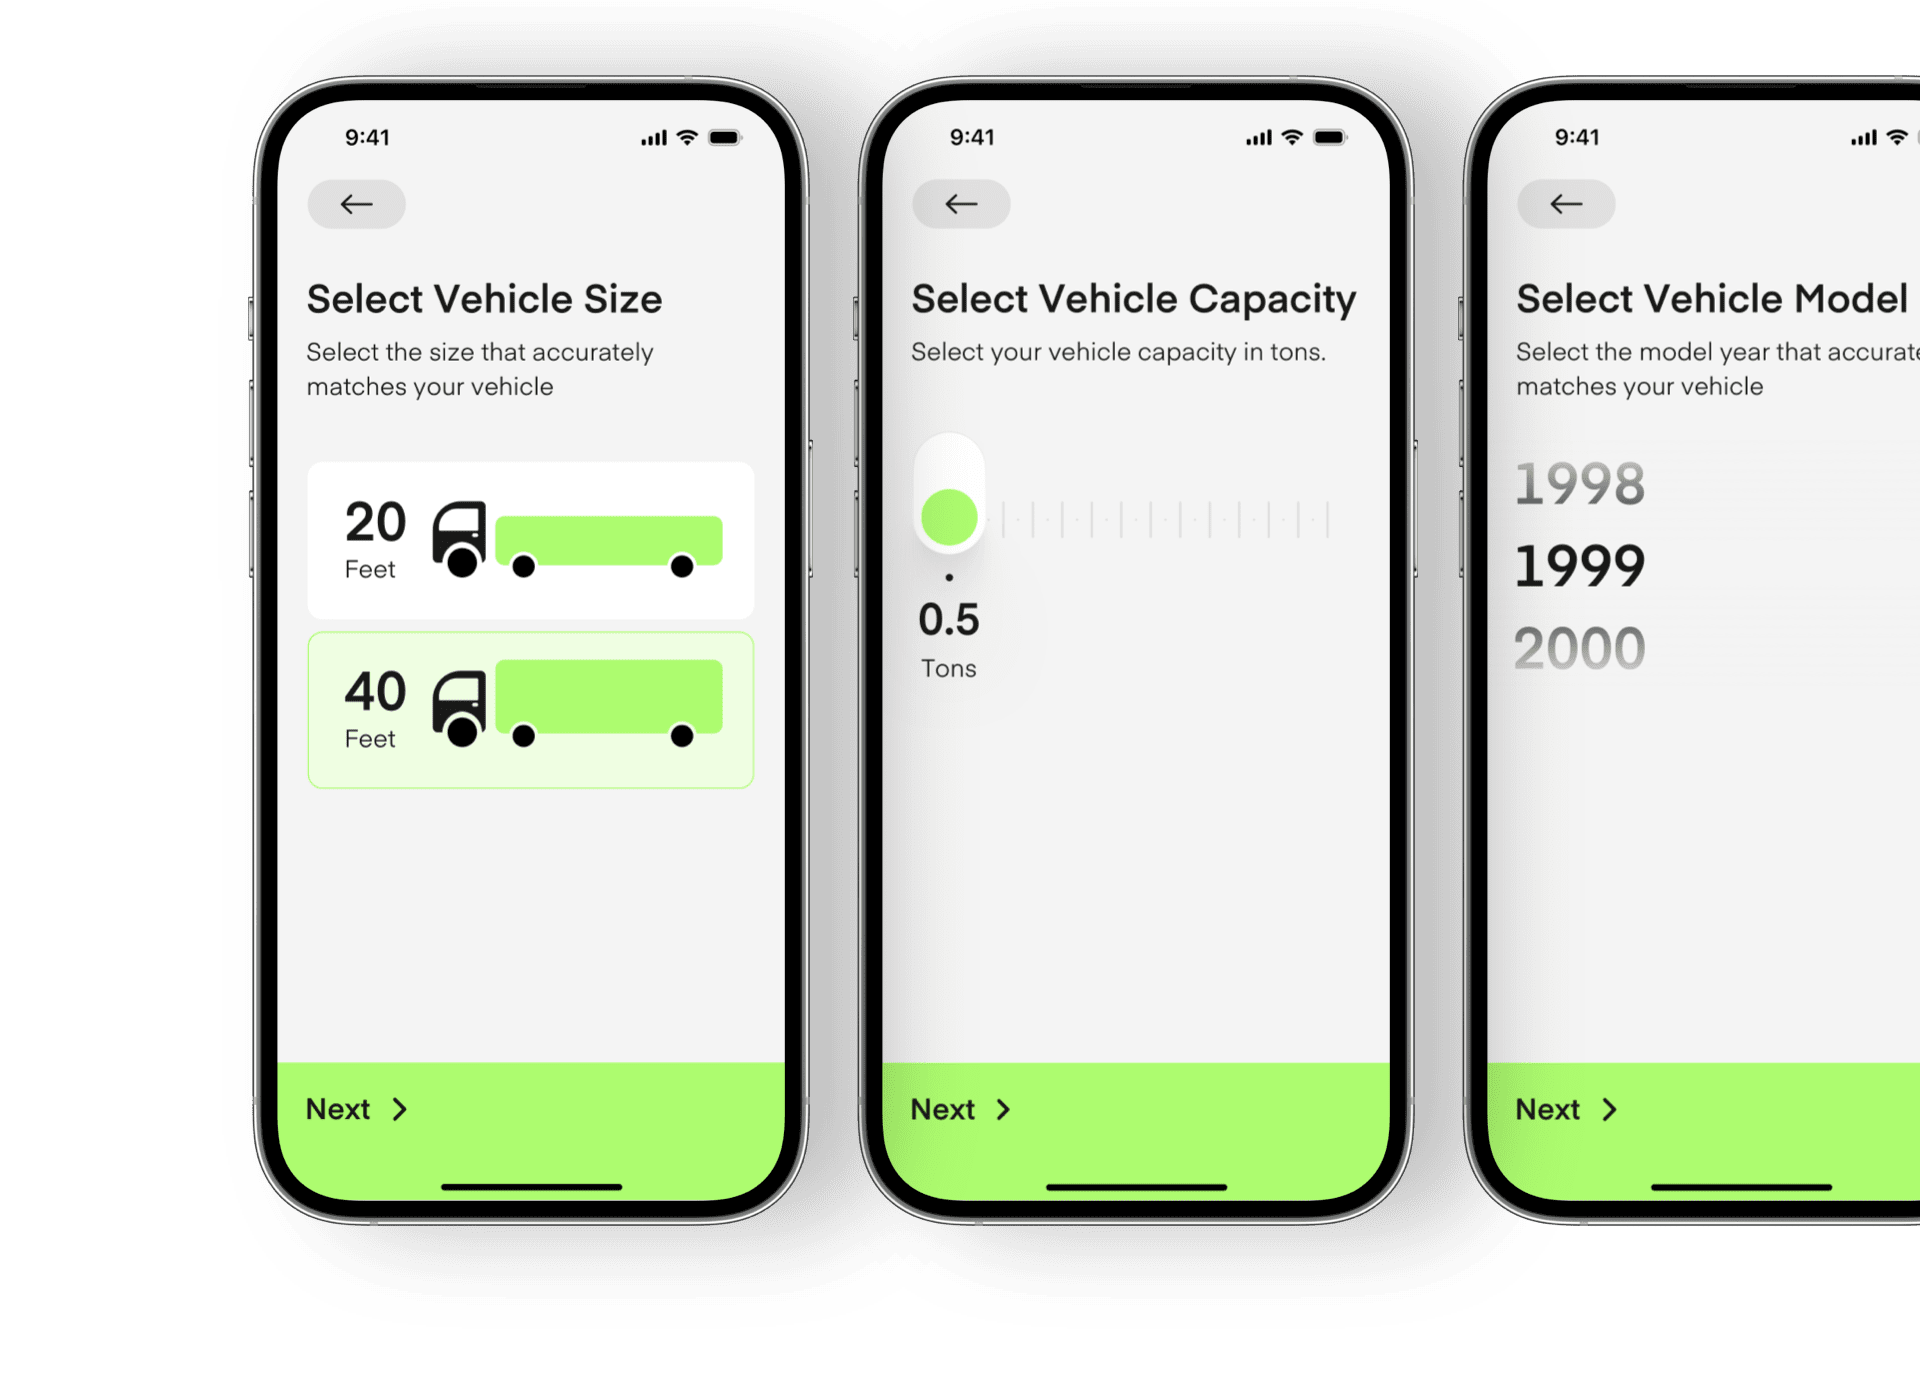 9:41
Select Vehicle Size
Select the size that accurately
matches your vehicle
20
Feet
40
Feet
Next
9:41
Select Vehicle Capacity
Select your vehicle capacity in tons.
0.5
Tons
Next
9:41
Select Vehicle Model
Select the model year that accurate
matches your vehicle
1998
1999
2000
Next